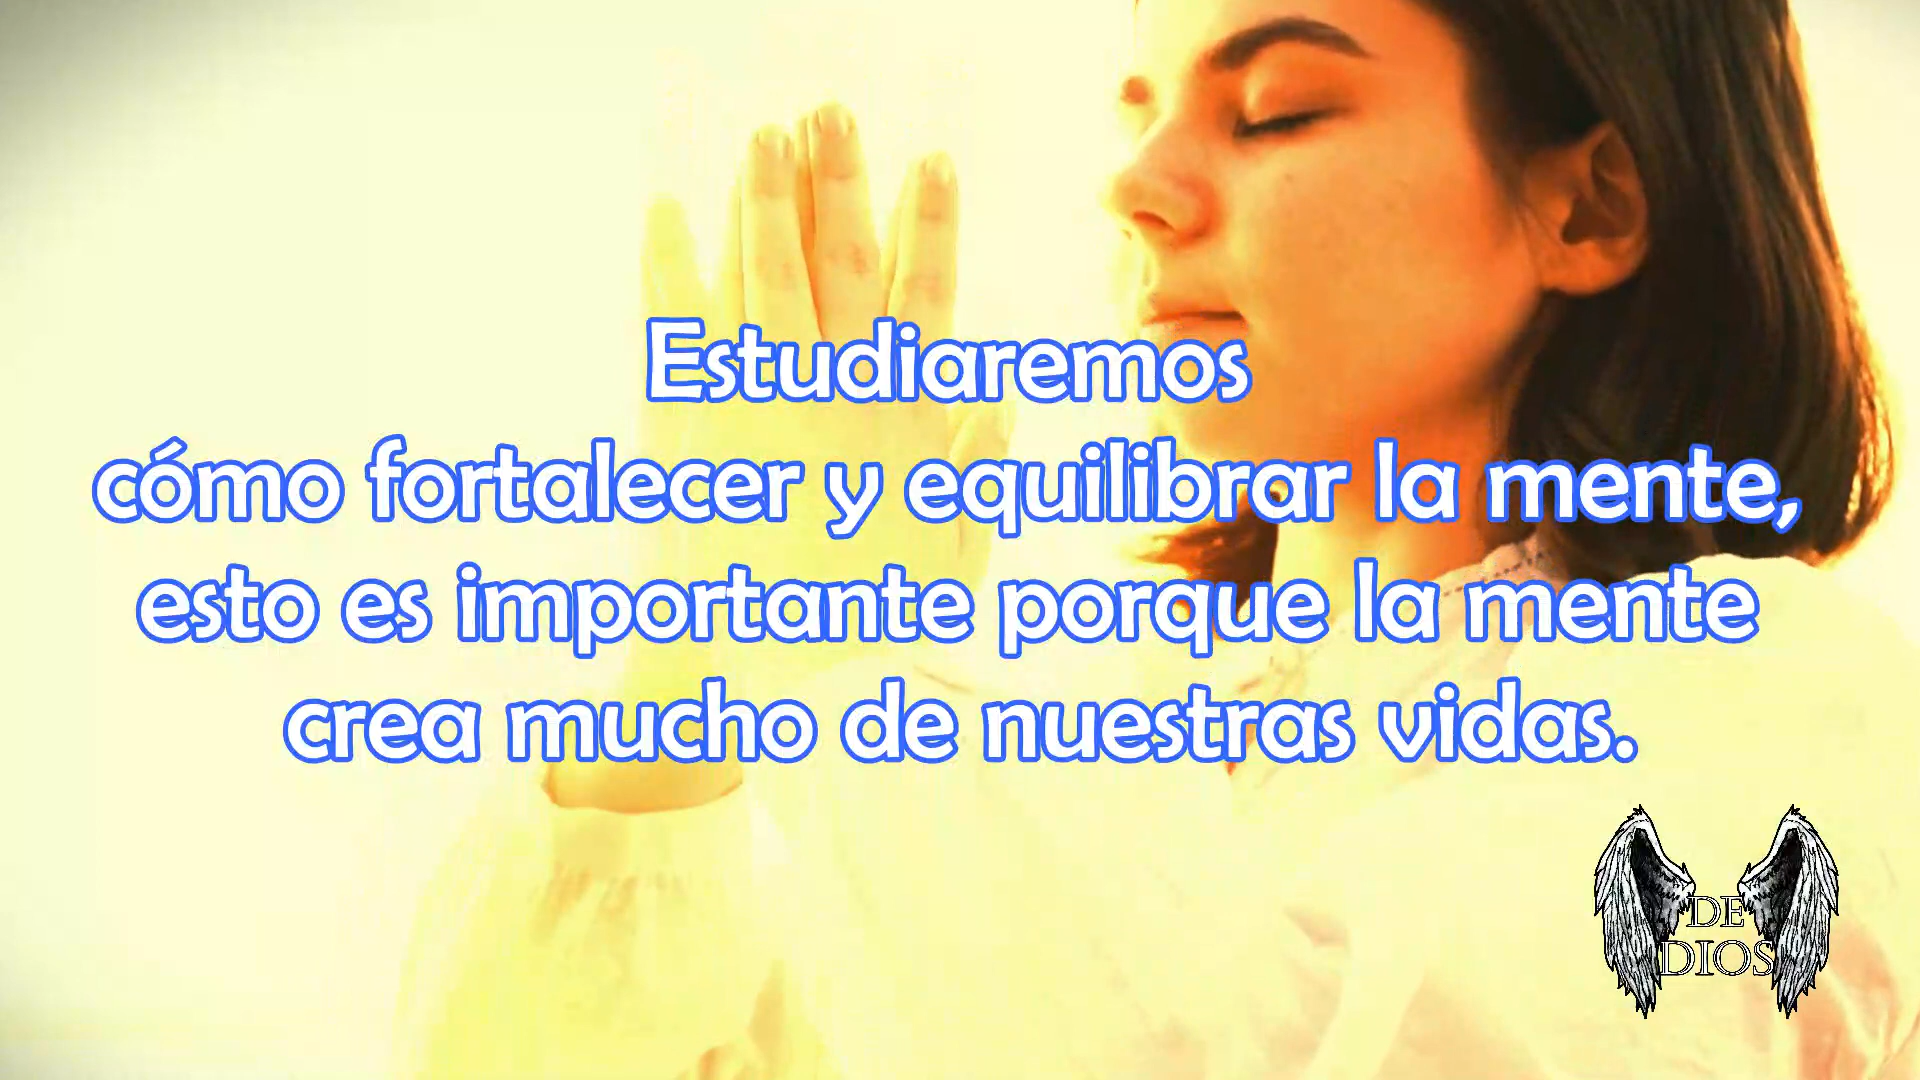 Estudiaremos
cómo fortalecer y equilibrar la mente,
esto es importante porque la mente
crea mucho de nuestras vidas.
DE
DIOS